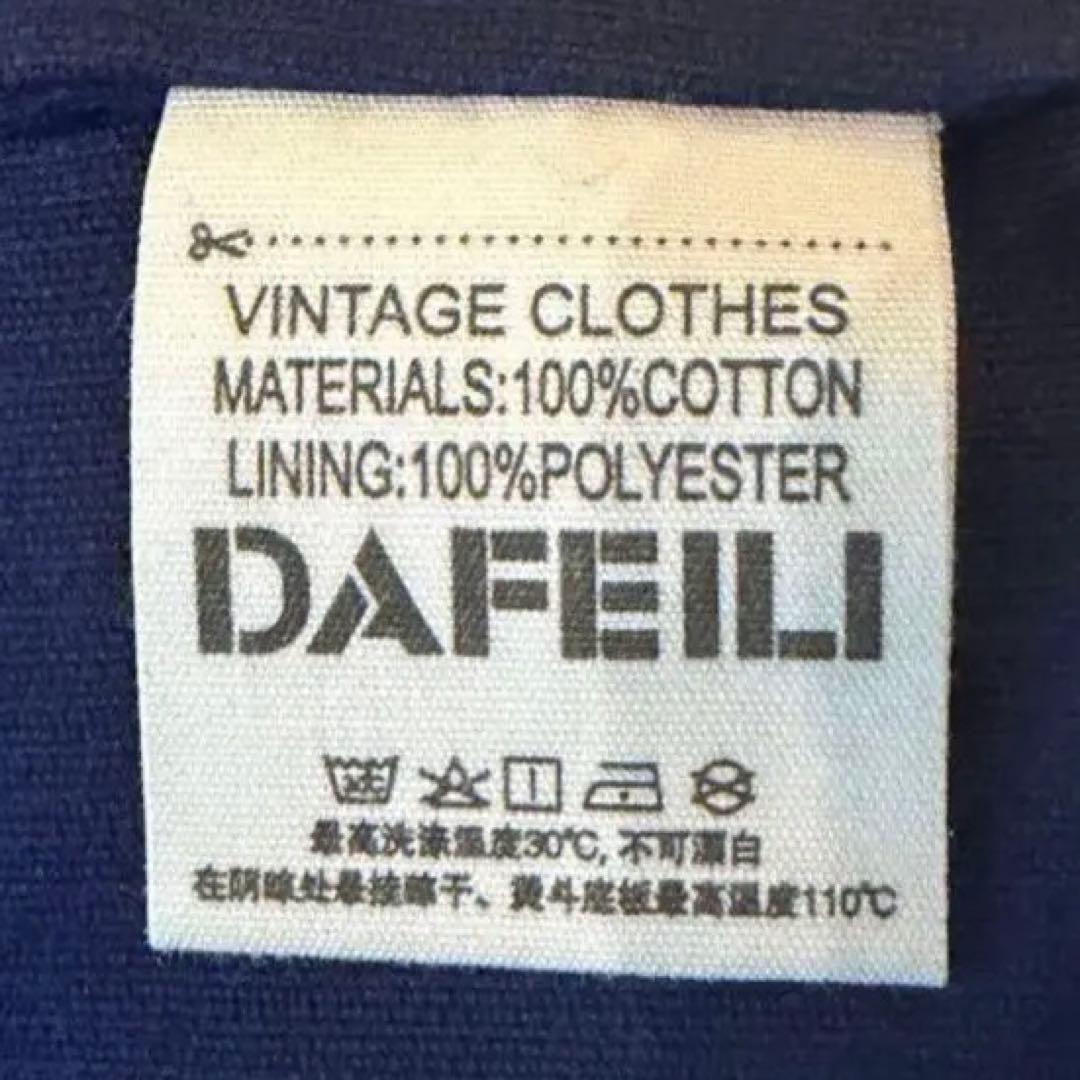 VINTAGE CLOTHES
MATERIALS:100%COTTON
LINING:100%POLYESTER
DAFEILI
最高洗涤温度30℃, 不可漂白
在阴晾处悬挂晾干、熨斗底板最高温度110℃